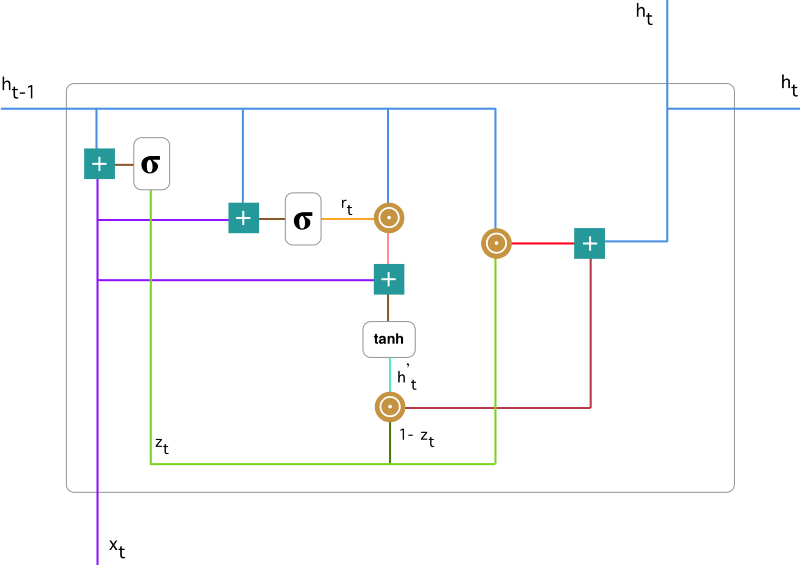 h_t
h_t-1
h_t
+
σ
r_t
+
σ
+
+
tanh
h'_t
1- z_t
z_t
x_t